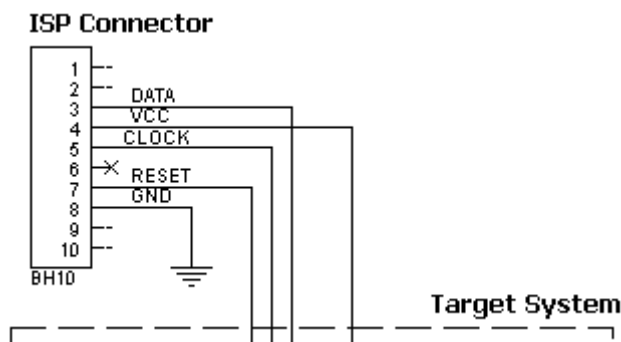 ISP Connector
1
2
DATA
3
VCC
4
CLOCK
5
6
RESET
7
GND
8
9
10
BH10
Target System